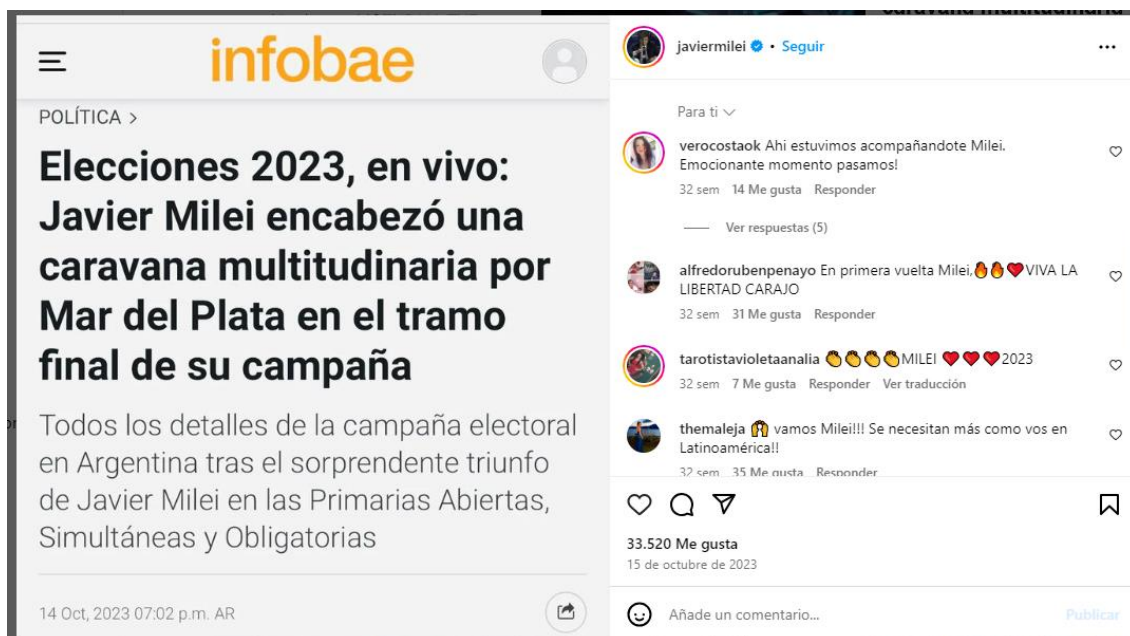 infobae
POLÍTICA >
Elecciones 2023, en vivo:
Javier Milei encabezó una
caravana multitudinaria por
Mar del Plata en el tramo
final de su campaña
Todos los detalles de la campaña electoral
en Argentina tras el sorprendente triunfo
de Javier Milei en las Primarias Abiertas,
Simultáneas y Obligatorias
14 Oct, 2023 07:02 p.m. AR
javiermilei • Seguir
Para ti
verocostaok Ahi estuvimos acompañandote Milei.
Emocionante momento pasamos!
32 sem 14 Me gusta Responder
Ver respuestas (5)
alfredorubenpenayo En primera vuelta Milei,🔥🔥❤️VIVA LA
LIBERTAD CARAJO
32 sem 31 Me gusta Responder
tarotistavioletaanalia 👏👏👏👏MILEI ❤️❤️❤️2023
32 sem 7 Me gusta Responder Ver traducción
themaleja 🙌 vamos Milei!!! Se necesitan más como vos en
Latinoamérica!!
32 sem 35 Me gusta Responder
33.520 Me gusta
15 de octubre de 2023
Añade un comentario...
Publicar